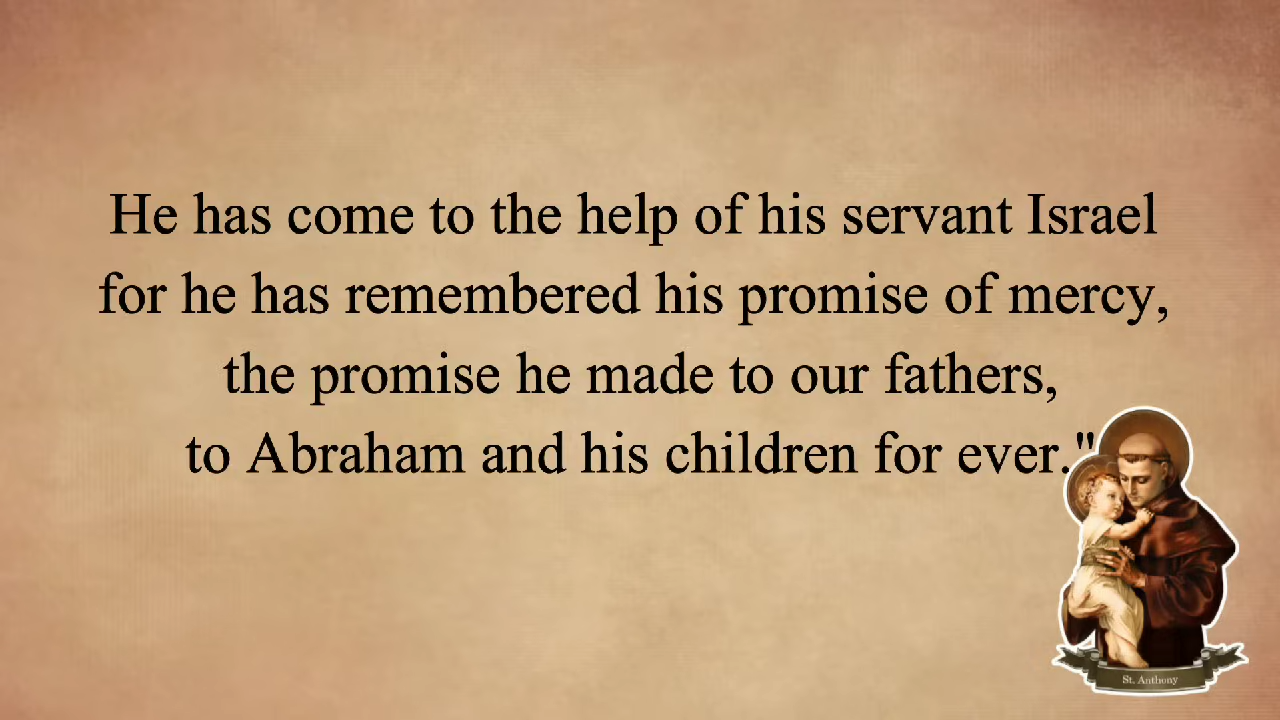 He has come to the help of his servant Israel
for he has remembered his promise of mercy,
the promise he made to our fathers,
to Abraham and his children for ever."
St. Anthony